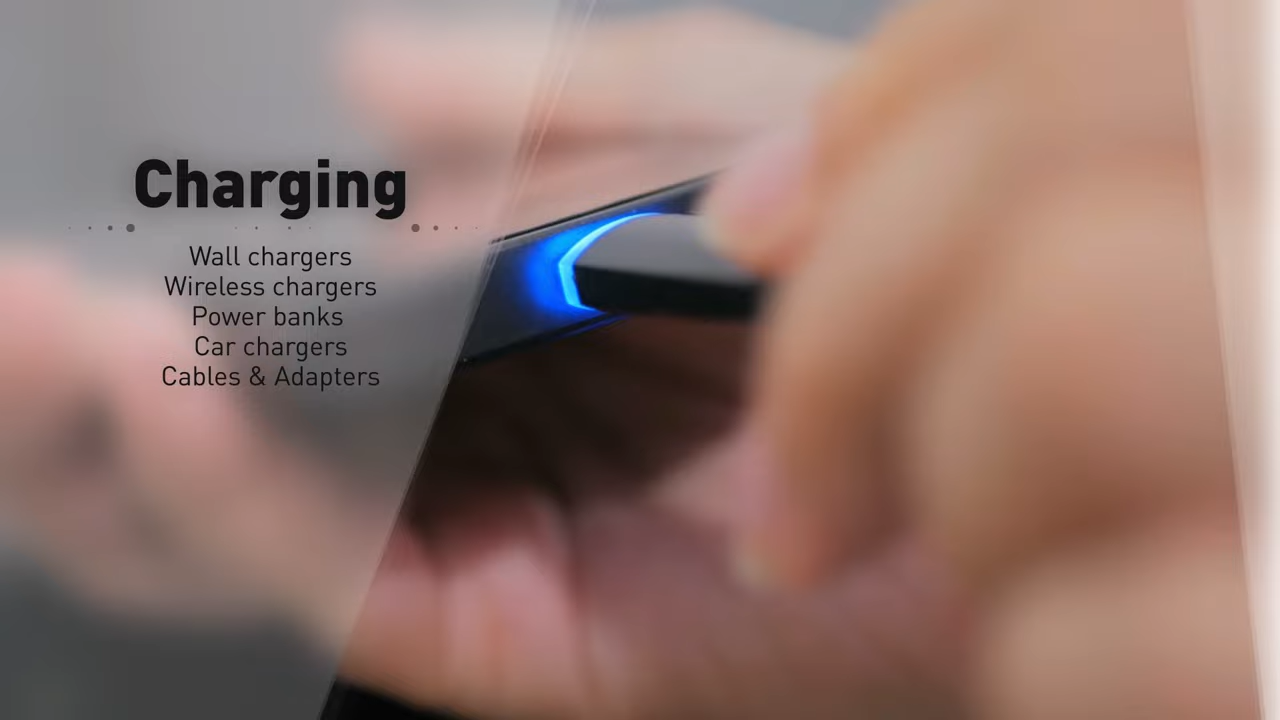 Charging
Wall chargers
Wireless chargers
Power banks
Car chargers
Cables & Adapters